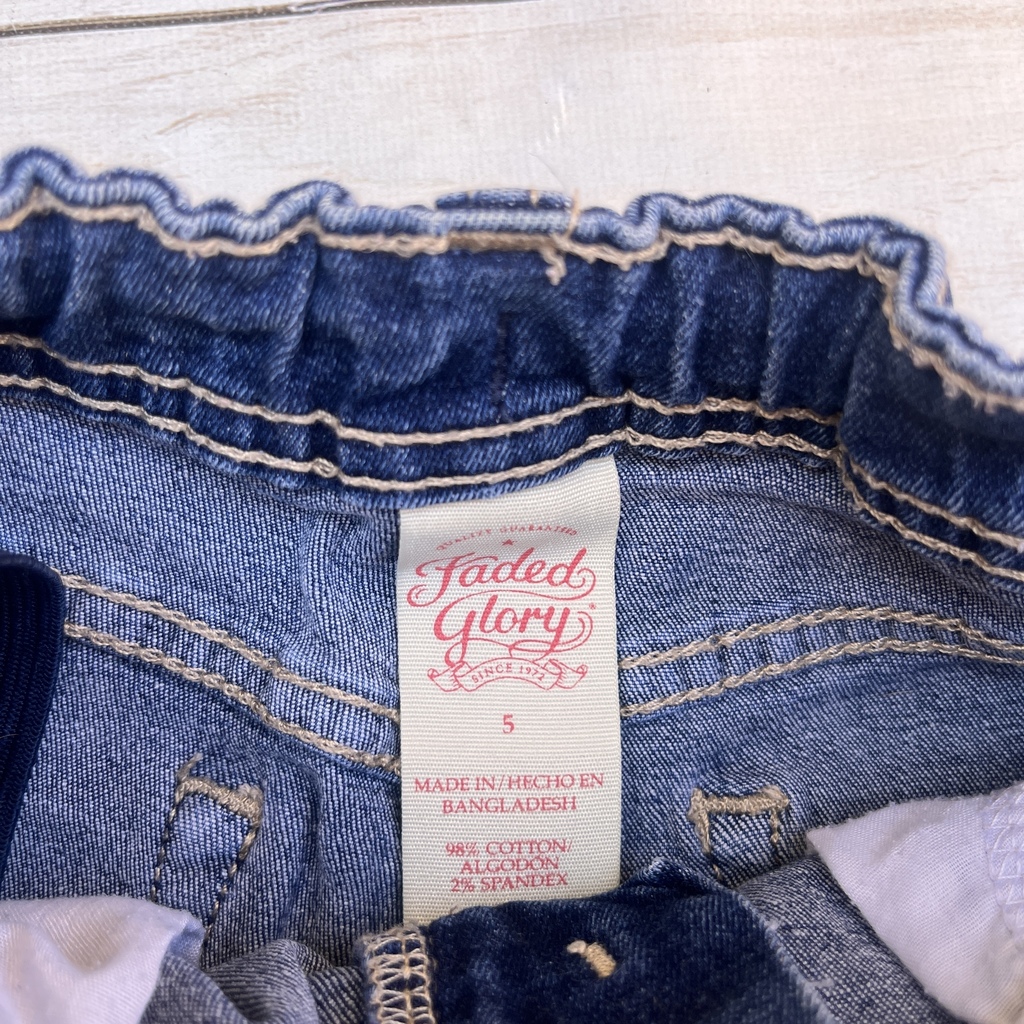 QUALITY GUARANTEED
Faded
Glory
SINCE 1972
5
MADE IN/HECHO EN
BANGLADESH
98% COTTON/
ALGODÓN
2% SPANDEX